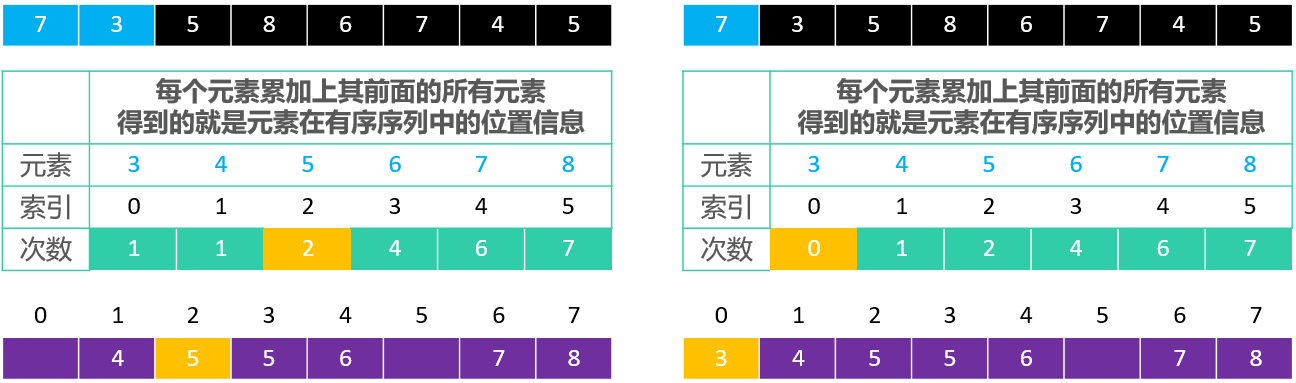 7 3 5 8 6 7 4 5
每个元素累加上其前面的所有元素
得到的就是元素在有序序列中的位置信息
元素 3 4 5 6 7 8
索引 0 1 2 3 4 5
次数 1 1 2 4 6 7
0 1 2 3 4 5 6 7
4 5 5 6 7 8
7 3 5 8 6 7 4 5
每个元素累加上其前面的所有元素
得到的就是元素在有序序列中的位置信息
元素 3 4 5 6 7 8
索引 0 1 2 3 4 5
次数 0 1 2 4 6 7
0 1 2 3 4 5 6 7
3 4 5 5 6 7 8